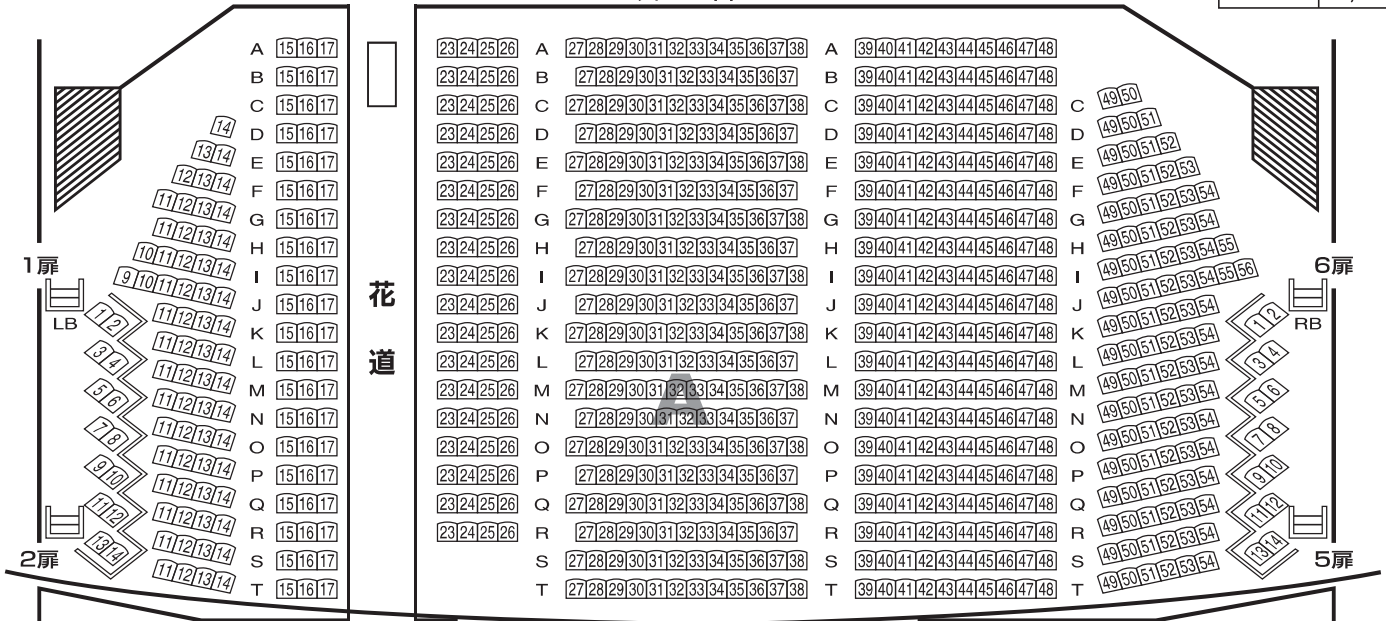 A 15 16 17 23 24 25 26 A 27 28 29 30 31 32 33 34 35 36 37 38 A 39 40 41 42 43 44 45 46 47 48
B 15 16 17 23 24 25 26 B 27 28 29 30 31 32 33 34 35 36 37 B 39 40 41 42 43 44 45 46 47 48
C 15 16 17 23 24 25 26 C 27 28 29 30 31 32 33 34 35 36 37 38 C 39 40 41 42 43 44 45 46 47 48 C 49 50
14 D 15 16 17 23 24 25 26 D 27 28 29 30 31 32 33 34 35 36 37 D 39 40 41 42 43 44 45 46 47 48 D 49 50 51
13 14 E 15 16 17 23 24 25 26 E 27 28 29 30 31 32 33 34 35 36 37 38 E 39 40 41 42 43 44 45 46 47 48 E 49 50 51 52
12 13 14 F 15 16 17 23 24 25 26 F 27 28 29 30 31 32 33 34 35 36 37 F 39 40 41 42 43 44 45 46 47 48 F 49 50 51 52 53
11 12 13 14 G 15 16 17 23 24 25 26 G 27 28 29 30 31 32 33 34 35 36 37 38 G 39 40 41 42 43 44 45 46 47 48 G 49 50 51 52 53 54
11 12 13 14 H 15 16 17 23 24 25 26 H 27 28 29 30 31 32 33 34 35 36 37 H 39 40 41 42 43 44 45 46 47 48 H 49 50 51 52 53 54
10 11 12 13 14 I 15 16 17 23 24 25 26 I 27 28 29 30 31 32 33 34 35 36 37 38 I 39 40 41 42 43 44 45 46 47 48 I 49 50 51 52 53 54 55
9 10 11 12 13 14 J 15 16 17 23 24 25 26 J 27 28 29 30 31 32 33 34 35 36 37 J 39 40 41 42 43 44 45 46 47 48 J 49 50 51 52 53 54 55 56
11 12 13 14 K 15 16 17 23 24 25 26 K 27 28 29 30 31 32 33 34 35 36 37 38 K 39 40 41 42 43 44 45 46 47 48 K 49 50 51 52 53 54
11 12 13 14 L 15 16 17 23 24 25 26 L 27 28 29 30 31 32 33 34 35 36 37 L 39 40 41 42 43 44 45 46 47 48 L 49 50 51 52 53 54
11 12 13 14 M 15 16 17 23 24 25 26 M 27 28 29 30 31 32 33 34 35 36 37 38 M 39 40 41 42 43 44 45 46 47 48 M 49 50 51 52 53 54
11 12 13 14 N 15 16 17 23 24 25 26 N 27 28 29 30 31 32 33 34 35 36 37 N 39 40 41 42 43 44 45 46 47 48 N 49 50 51 52 53 54
11 12 13 14 O 15 16 17 23 24 25 26 O 27 28 29 30 31 32 33 34 35 36 37 38 O 39 40 41 42 43 44 45 46 47 48 O 49 50 51 52 53 54
11 12 13 14 P 15 16 17 23 24 25 26 P 27 28 29 30 31 32 33 34 35 36 37 P 39 40 41 42 43 44 45 46 47 48 P 49 50 51 52 53 54
11 12 13 14 Q 15 16 17 23 24 25 26 Q 27 28 29 30 31 32 33 34 35 36 37 38 Q 39 40 41 42 43 44 45 46 47 48 Q 49 50 51 52 53 54
11 12 13 14 R 15 16 17 23 24 25 26 R 27 28 29 30 31 32 33 34 35 36 37 R 39 40 41 42 43 44 45 46 47 48 R 49 50 51 52 53 54
11 12 13 14 S 15 16 17 S 27 28 29 30 31 32 33 34 35 36 37 38 S 39 40 41 42 43 44 45 46 47 48 S 49 50 51 52 53 54
11 12 13 14 T 15 16 17 T 27 28 29 30 31 32 33 34 35 36 37 38 T 39 40 41 42 43 44 45 46 47 48 T 49 50 51 52 53 54
花道
A
1扉
LB
1 2
3 4
5 6
7 8
9 10
11 12
13 14
2扉
6扉
RB
1 2
3 4
5 6
7 8
9 10
11 12
13 14
5扉